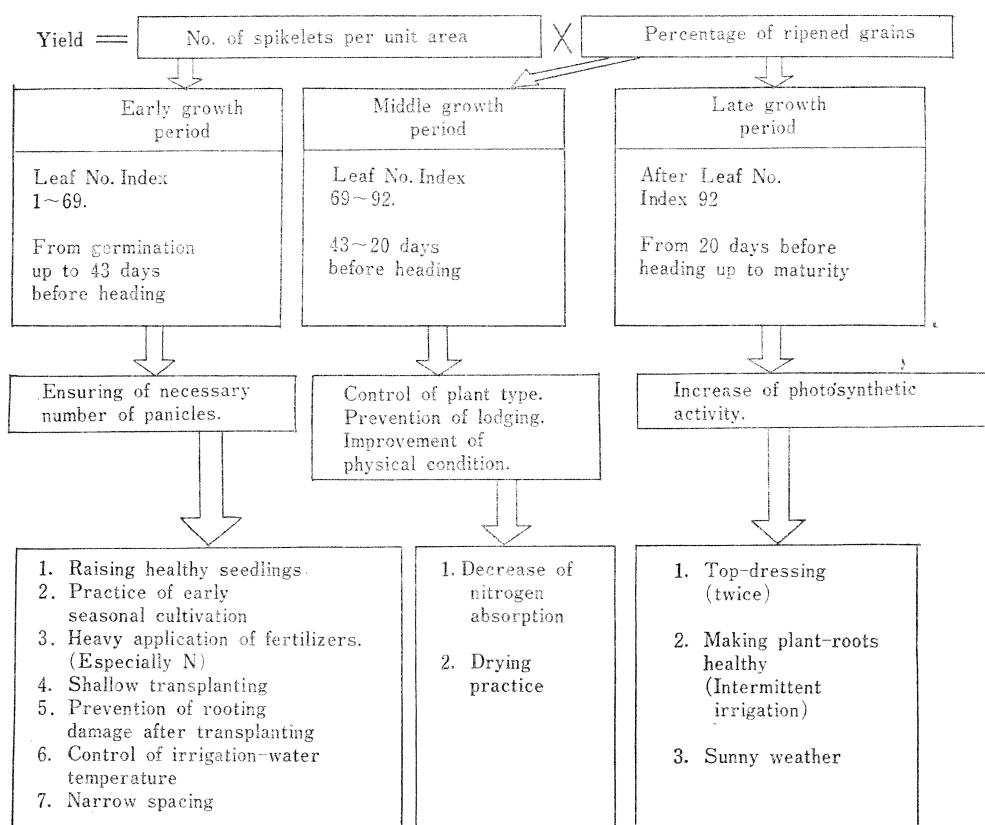 Yield = No. of spikelets per unit area X Percentage of ripened grains
Early growth
period
Leaf No. Index
1~69.
From germination
up to 43 days
before heading
Middle growth
period
Leaf No. Index
69~92.
43~20 days
before heading
Late growth
period
After Leaf No.
Index 92
From 20 days before
heading up to maturity
Ensuring of necessary
number of panicles.
Control of plant type.
Prevention of lodging.
Improvement of
physical condition.
Increase of photosynthetic
activity.
1. Raising healthy seedlings.
2. Practice of early
seasonal cultivation
3. Heavy application of fertilizers.
(Especially N)
4. Shallow transplanting
5. Prevention of rooting
damage after transplanting
6. Control of irrigation-water
temperature
7. Narrow spacing
1. Decrease of
nitrogen
absorption
2. Drying
practice
1. Top-dressing
(twice)
2. Making plant-roots
healthy
(Intermittent
irrigation)
3. Sunny weather